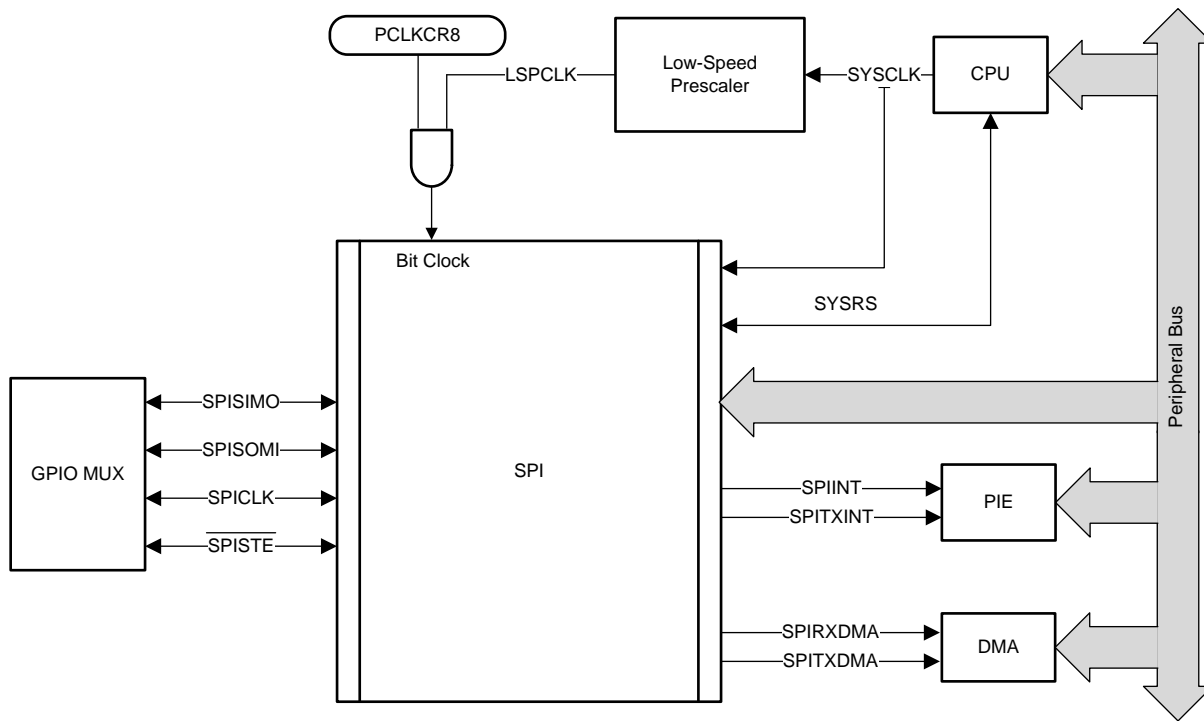 PCLKCR8
LSPCLK
Low-Speed
Prescaler
SYSCLK
CPU
Bit Clock
SYSRS
Peripheral Bus
GPIO MUX
SPISIMO
SPISOMI
SPICLK
SPISTE
SPI
SPIINT
SPITXINT
PIE
SPIRXDMA
SPITXDMA
DMA